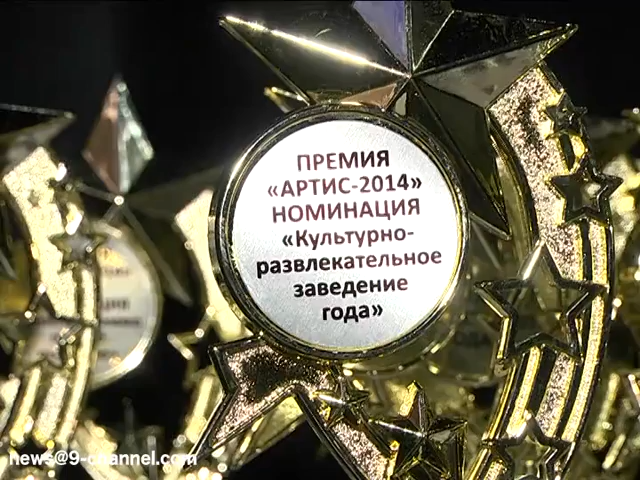 ПРЕМИЯ
«АРТИС-2014»
НОМИНАЦИЯ
«Культурно-
развлекательное
заведение
года»
news@9-channel.com